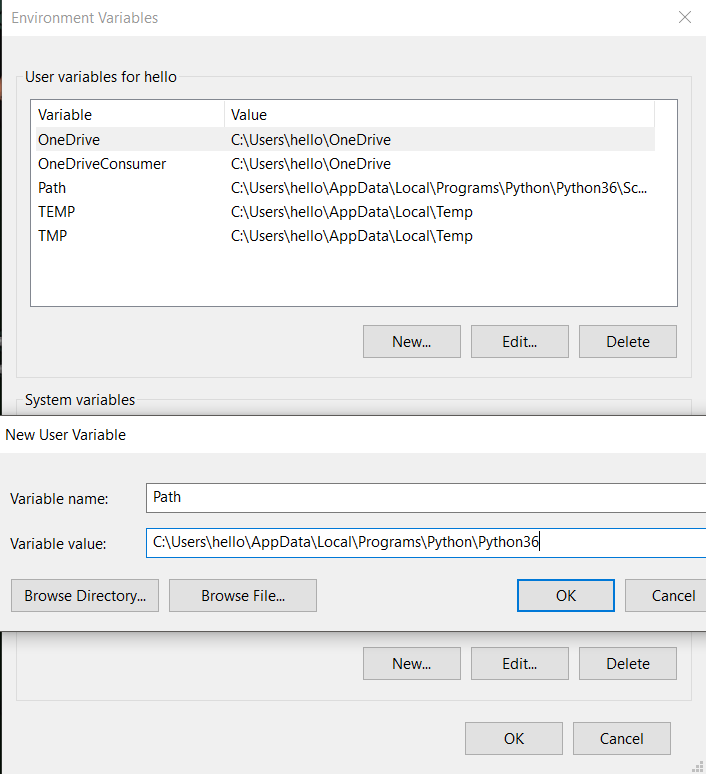 Environment Variables
User variables for hello
Variable Value
OneDrive C:\Users\hello\OneDrive
OneDriveConsumer C:\Users\hello\OneDrive
Path C:\Users\hello\AppData\Local\Programs\Python\Python36\Sc...
TEMP C:\Users\hello\AppData\Local\Temp
TMP C:\Users\hello\AppData\Local\Temp
New... Edit... Delete
System variables
New User Variable
Variable name: Path
Variable value: C:\Users\hello\AppData\Local\Programs\Python\Python36
Browse Directory... Browse File... OK Cancel
New... Edit... Delete
OK Cancel